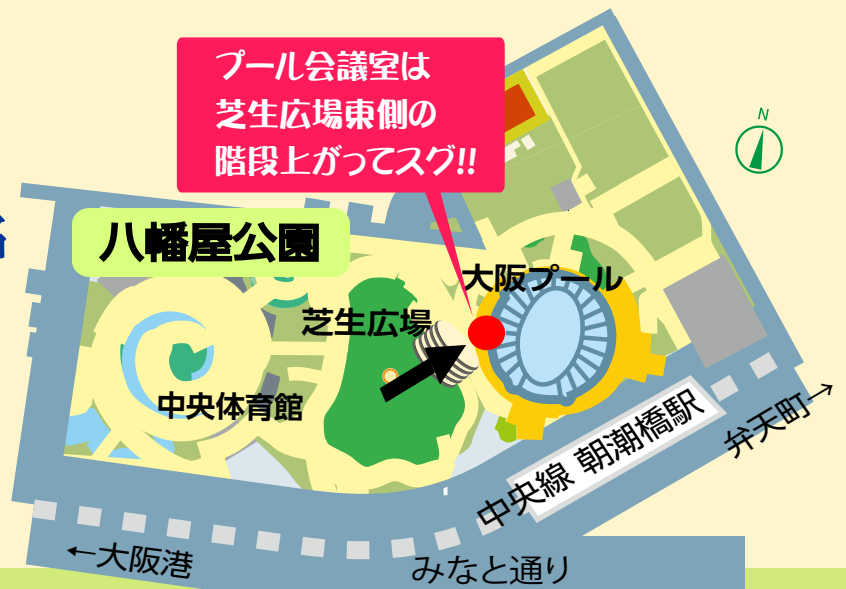 プール会議室は
芝生広場東側の
階段上がってスグ!!
N
八幡屋公園
大阪プール
芝生広場
中央体育館
中央線 朝潮橋駅
弁天町→
←大阪港
みなと通り